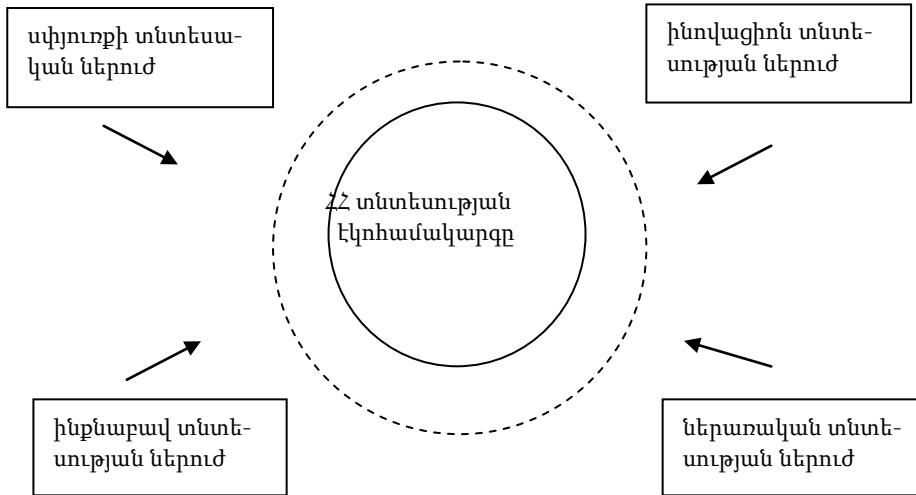 սփյուռքի տնտեսա-
կան ներուժ
ինովացիոն տնտե-
սության ներուժ
ՀՀ տնտեսության
էկոհամակարգը
ինքնաբավ տնտե-
սության ներուժ
ներառական տնտե-
սության ներուժ